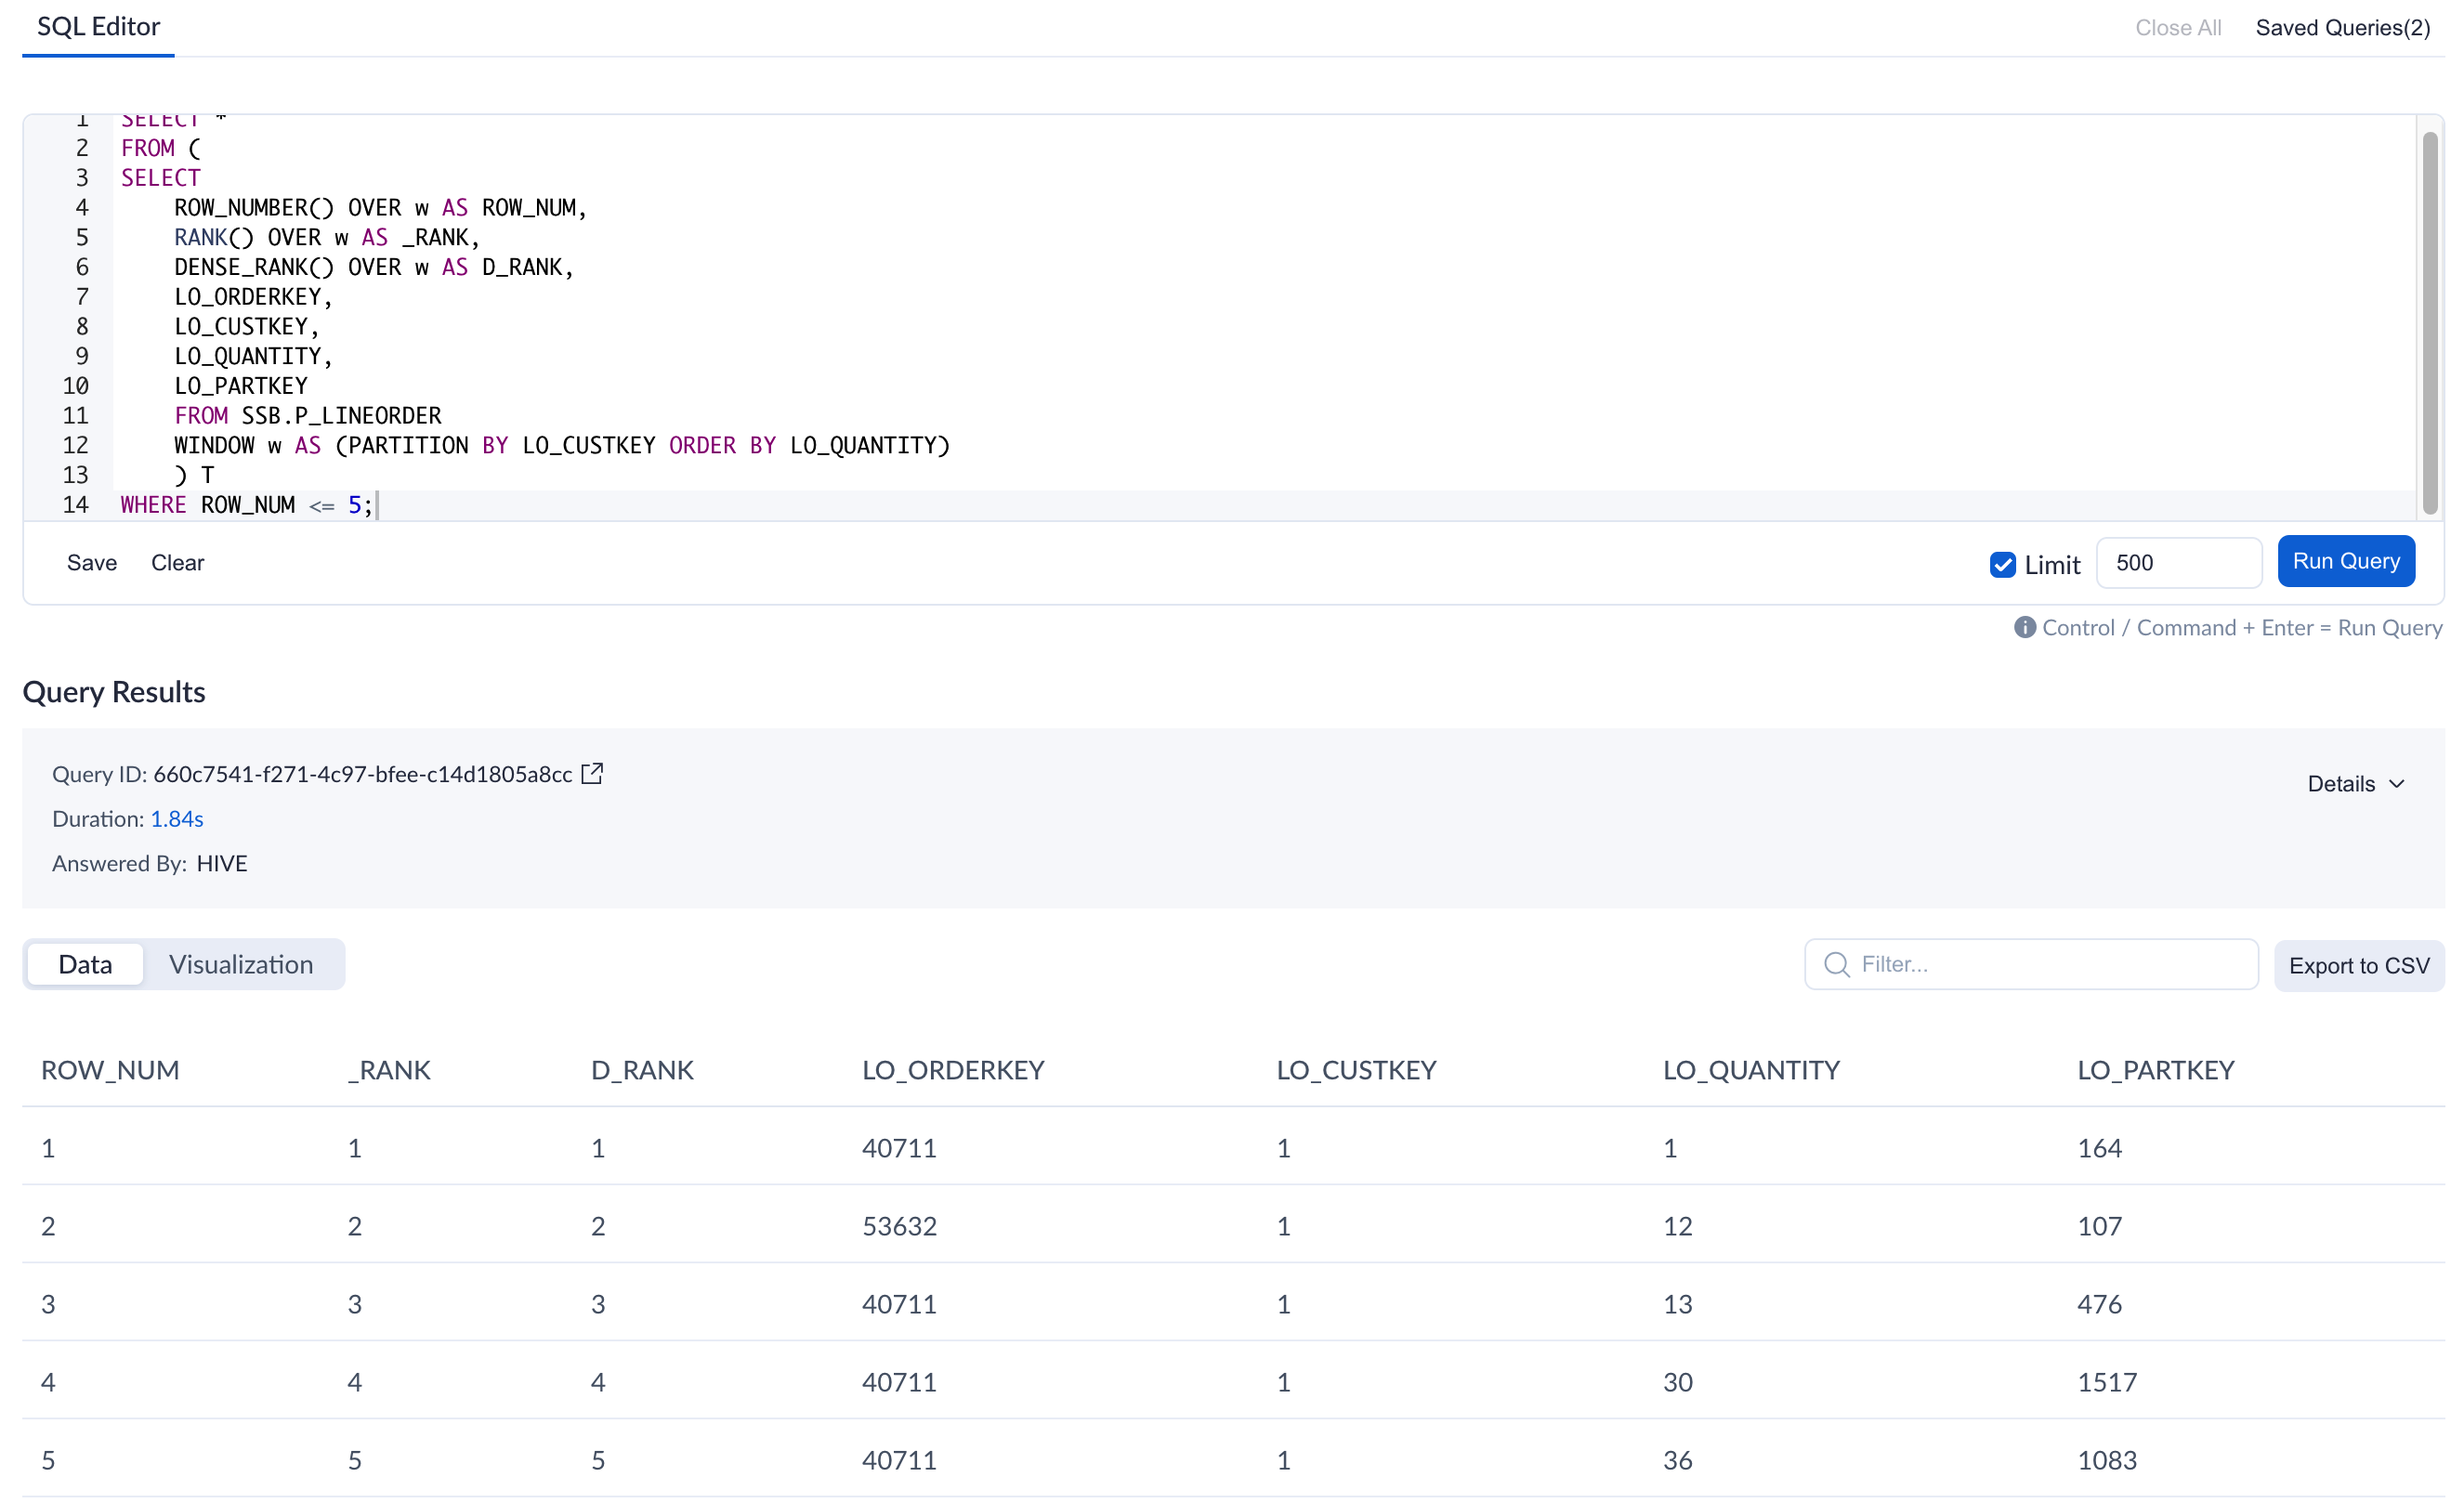 SQL Editor Close All Saved Queries(2)
1 SELECT *
2 FROM (
3 SELECT
4 ROW_NUMBER() OVER w AS ROW_NUM,
5 RANK() OVER w AS _RANK,
6 DENSE_RANK() OVER w AS D_RANK,
7 LO_ORDERKEY,
8 LO_CUSTKEY,
9 LO_QUANTITY,
10 LO_PARTKEY
11 FROM SSB.P_LINEORDER
12 WINDOW w AS (PARTITION BY LO_CUSTKEY ORDER BY LO_QUANTITY)
13 ) T
14 WHERE ROW_NUM <= 5;
Save Clear Limit 500 Run Query
Control / Command + Enter = Run Query
Query Results
Query ID: 660c7541-f271-4c97-bfee-c14d1805a8cc Details
Duration: 1.84s
Answered By: HIVE
Data Visualization Filter... Export to CSV
ROW_NUM _RANK D_RANK LO_ORDERKEY LO_CUSTKEY LO_QUANTITY LO_PARTKEY
1 1 1 40711 1 1 164
2 2 2 53632 1 12 107
3 3 3 40711 1 13 476
4 4 4 40711 1 30 1517
5 5 5 40711 1 36 1083